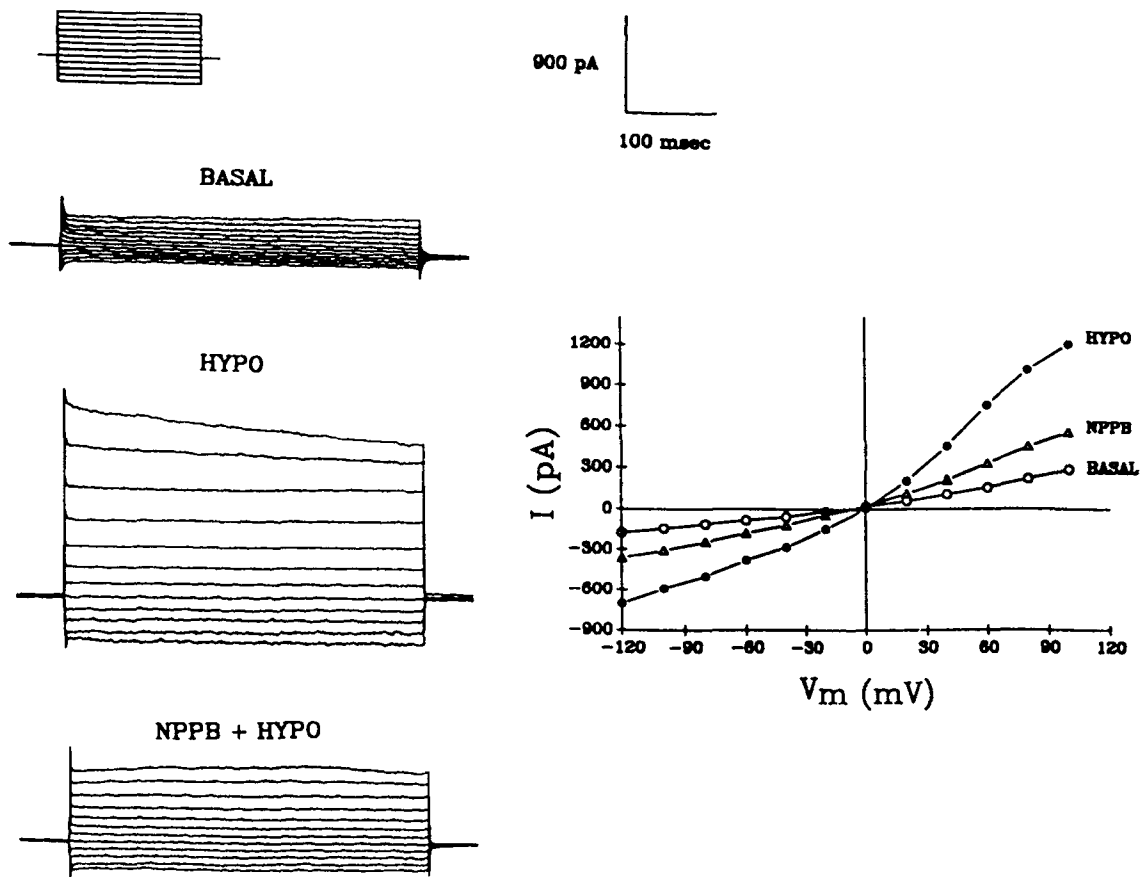 900 pA
100 msec
BASAL
HYPO
NPPB + HYPO
I (pA)
1200
900
600
300
0
-300
-600
-900
-120
-90
-60
-30
0
30
60
90
120
Vm (mV)
HYPO
NPPB
BASAL